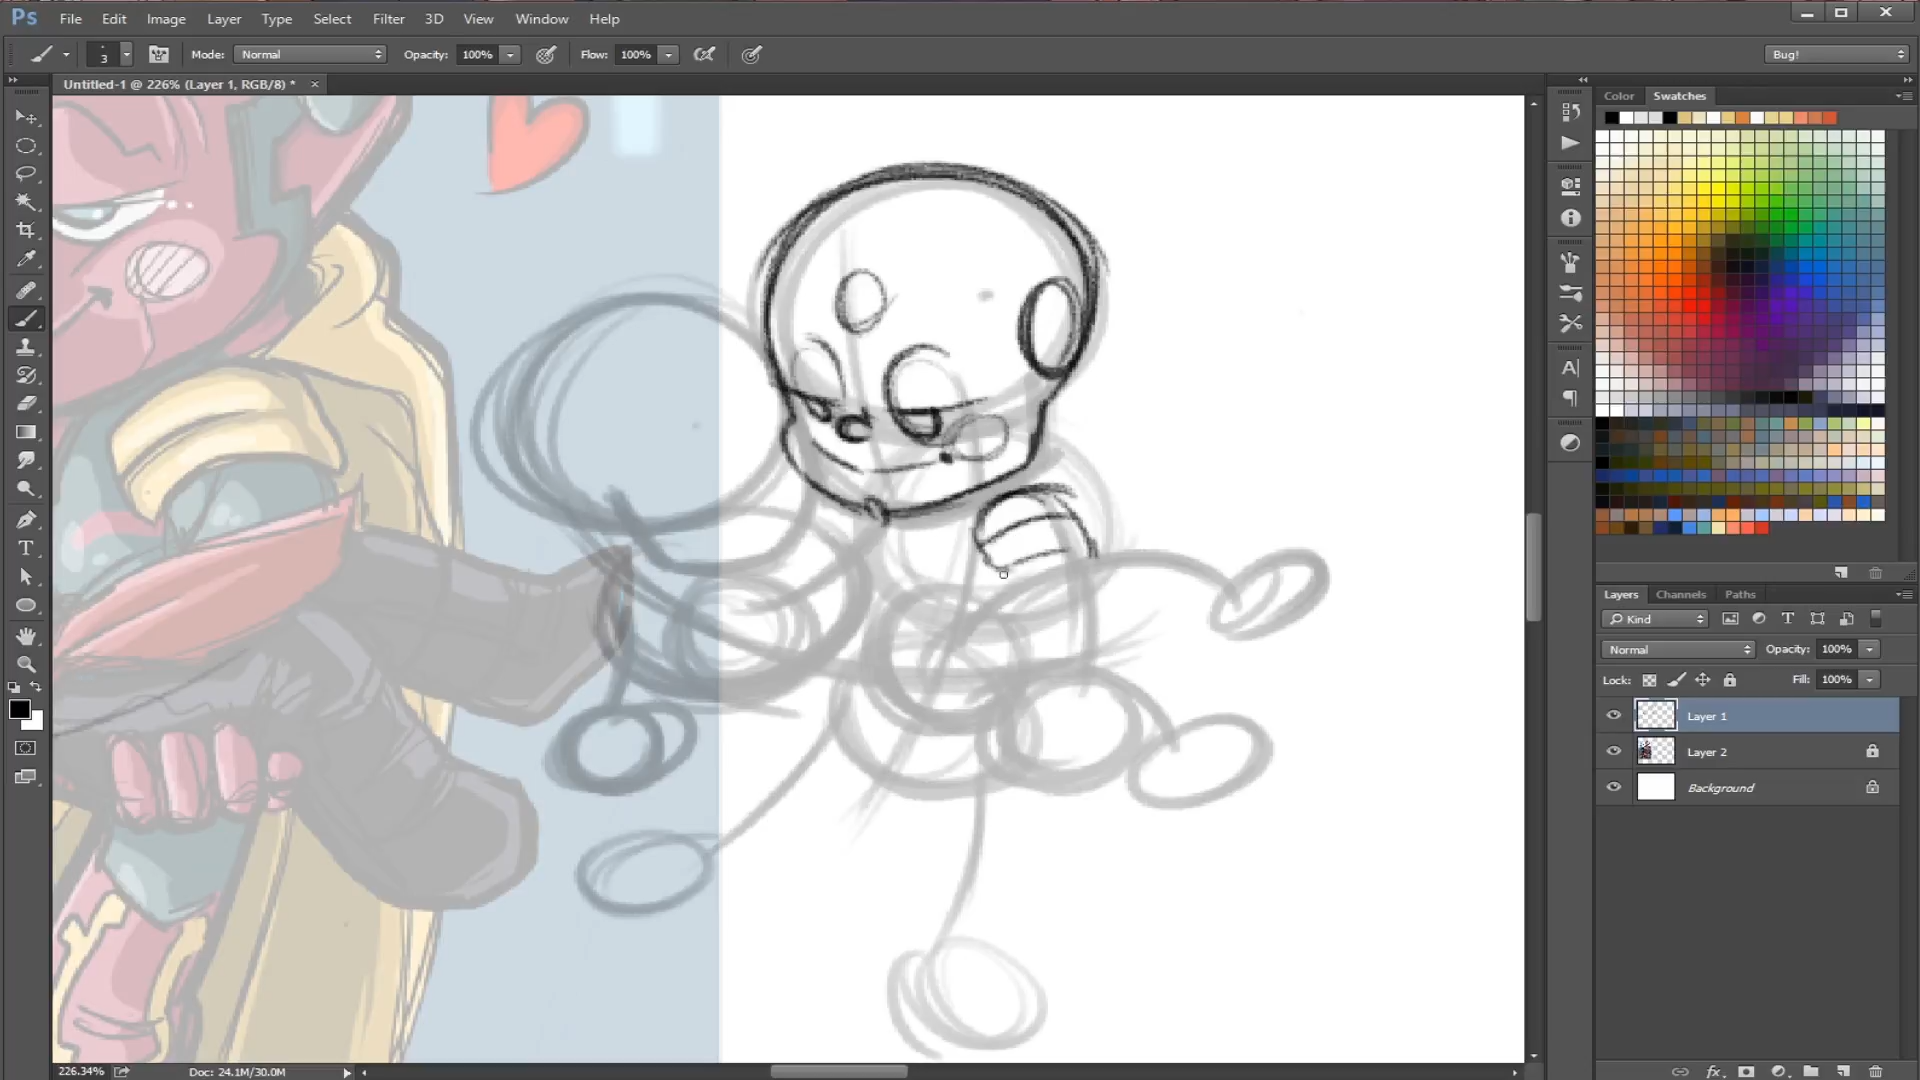 Ps File Edit Image Layer Type Select Filter 3D View Window Help
3 Mode: Normal Opacity: 100% Flow: 100% Bug!
Untitled-1 @ 226% (Layer 1, RGB/8) *
Color Swatches
Layers Channels Paths
Kind
Normal Opacity: 100%
Lock: Fill: 100%
Layer 1
Layer 2
Background
226.34% Doc: 24.1M/30.0M